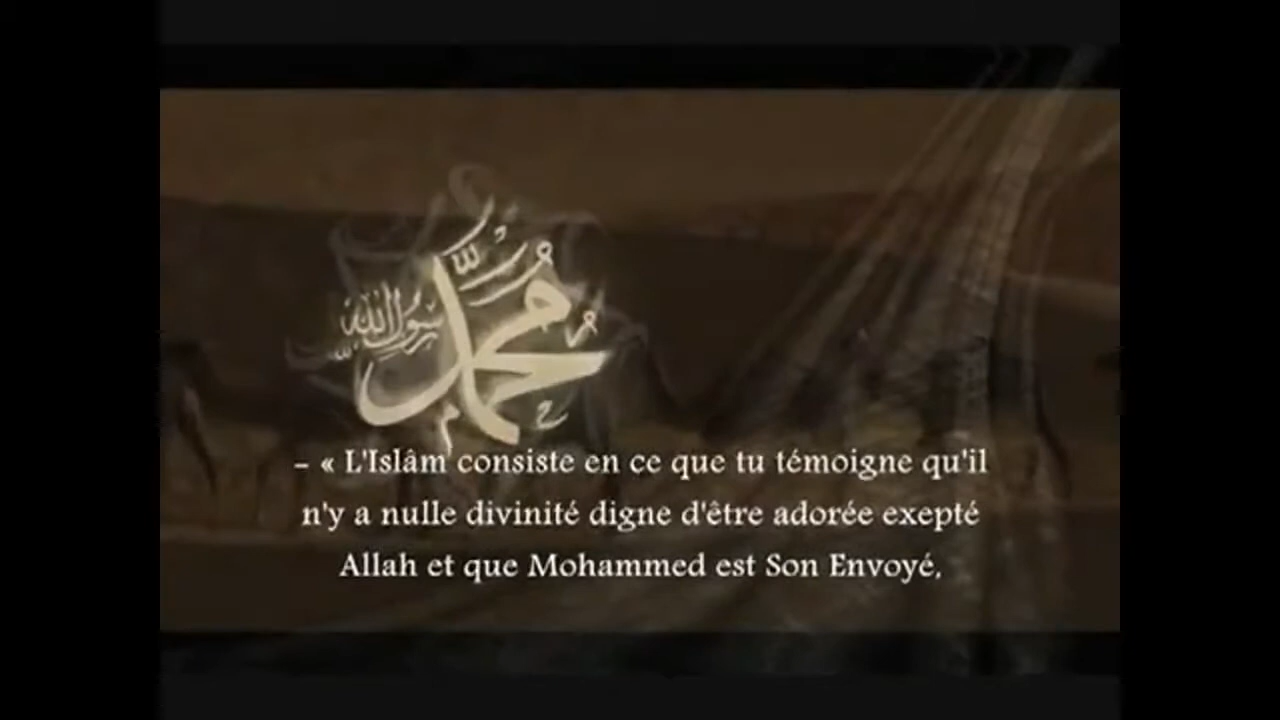 محمد رسول الله
– « L'Islâm consiste en ce que tu témoigne qu'il
n'y a nulle divinité digne d'être adorée exepté
Allah et que Mohammed est Son Envoyé,